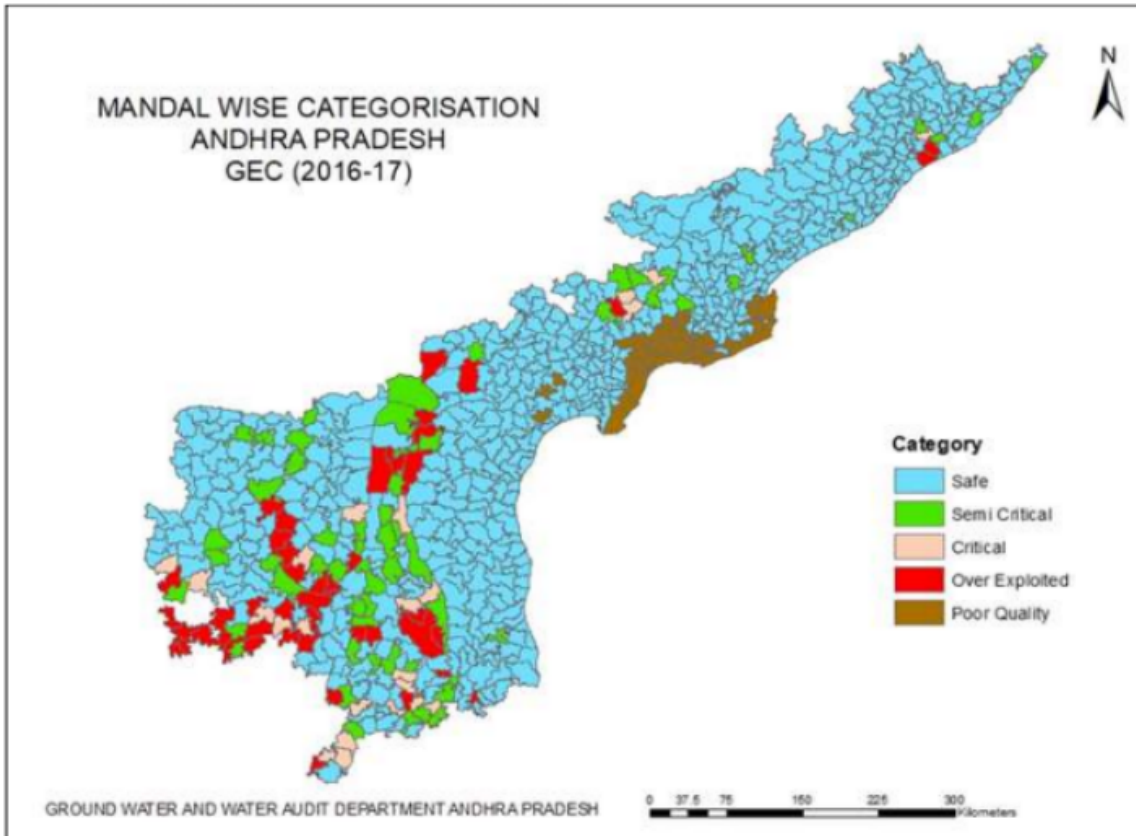 MANDAL WISE CATEGORISATION
ANDHRA PRADESH
GEC (2016-17)
N
Category
Safe
Semi Critical
Critical
Over Exploited
Poor Quality
GROUND WATER AND WATER AUDIT DEPARTMENT ANDHRA PRADESH
0 37.5 75 150 225 300
Kilometers